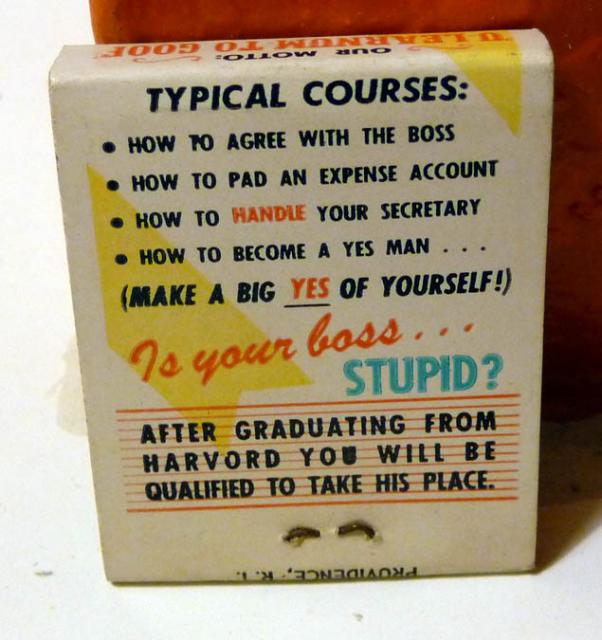 U LEARNUM TO GOOF
OUR MOTTO:
TYPICAL COURSES:
• HOW TO AGREE WITH THE BOSS
• HOW TO PAD AN EXPENSE ACCOUNT
• HOW TO HANDLE YOUR SECRETARY
• HOW TO BECOME A YES MAN . . .
(MAKE A BIG YES OF YOURSELF!)
Is your boss . . .
STUPID?
AFTER GRADUATING FROM
HARVORD YOU WILL BE
QUALIFIED TO TAKE HIS PLACE.
PROVIDENCE, R. I.